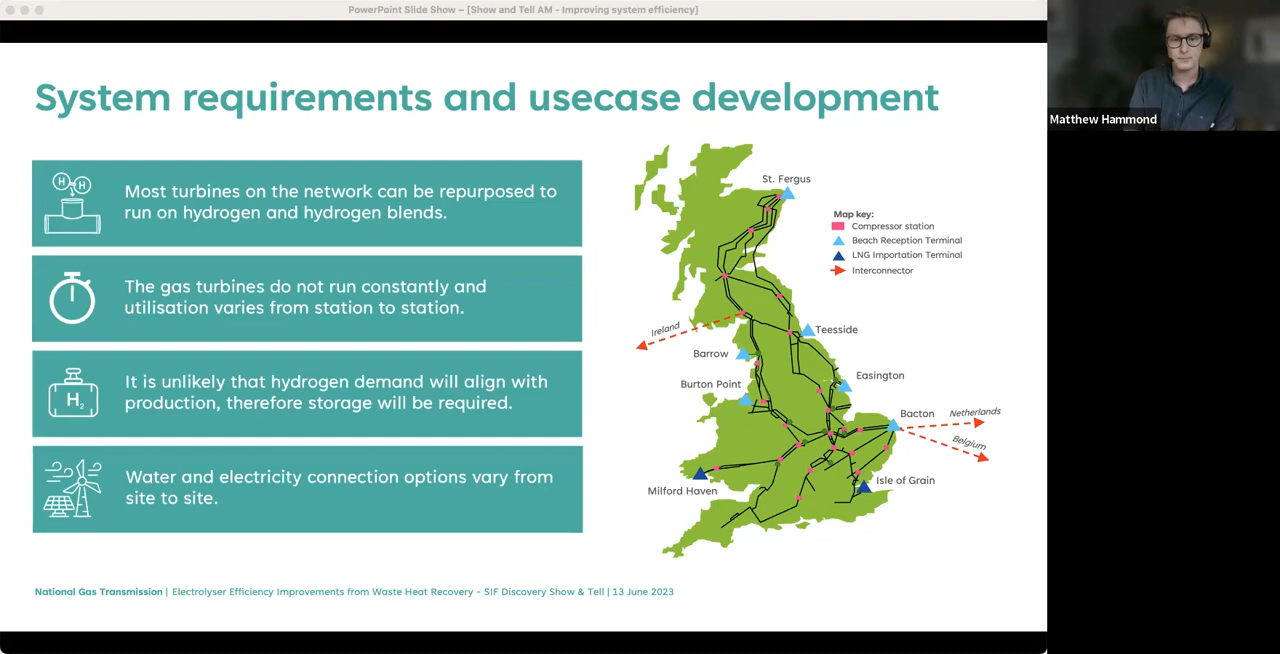 PowerPoint Slide Show – [Show and Tell AM - Improving system efficiency]
System requirements and usecase development
H H
Most turbines on the network can be repurposed to
run on hydrogen and hydrogen blends.
The gas turbines do not run constantly and
utilisation varies from station to station.
H2
It is unlikely that hydrogen demand will align with
production, therefore storage will be required.
Water and electricity connection options vary from
site to site.
St. Fergus
Map key:
Compressor station
Beach Reception Terminal
LNG Importation Terminal
Interconnector
Ireland
Teesside
Barrow
Easington
Burton Point
Bacton
Netherlands
Belgium
Isle of Grain
Milford Haven
National Gas Transmission | Electrolyser Efficiency Improvements from Waste Heat Recovery - SIF Discovery Show & Tell | 13 June 2023
Matthew Hammond